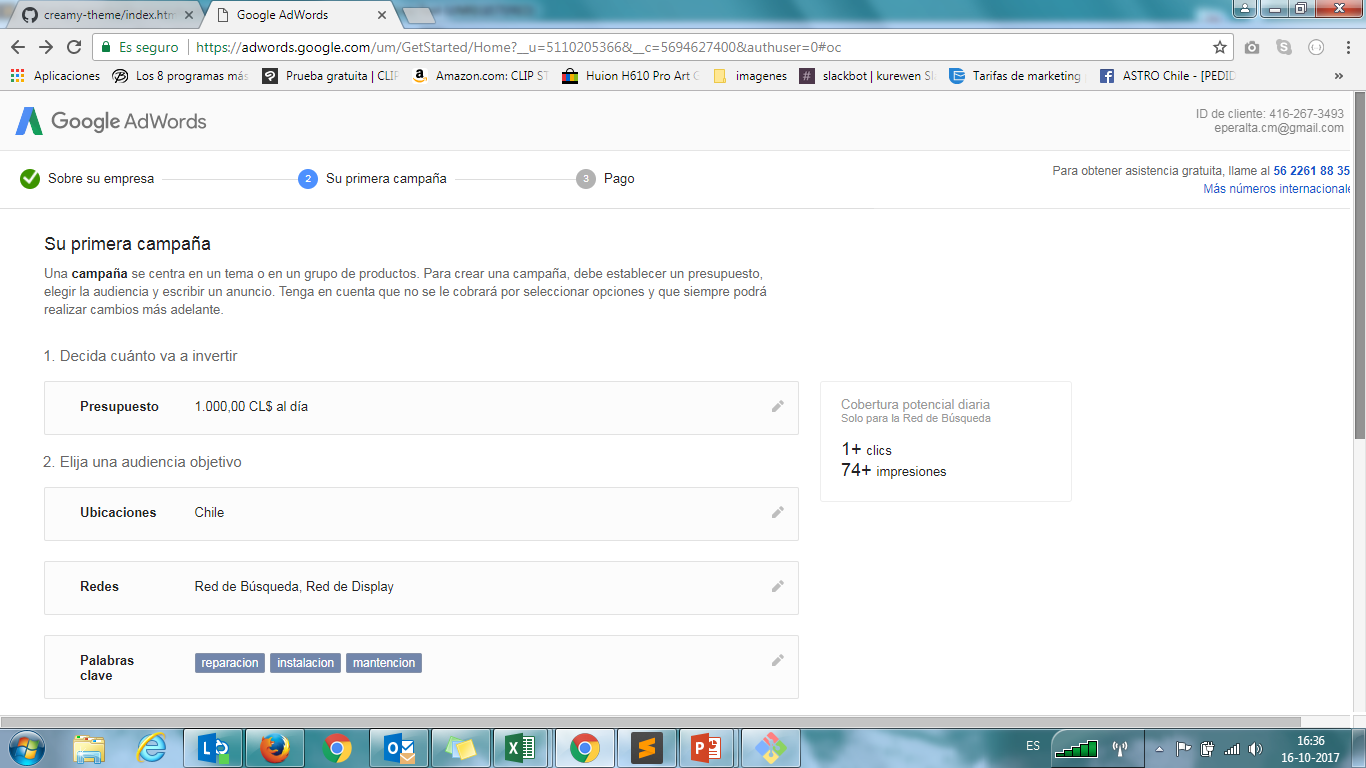 creamy-theme/index.htm
Google AdWords
Es seguro
https://adwords.google.com/um/GetStarted/Home?__u=5110205366&__c=5694627400&authuser=0#oc
Aplicaciones
Los 8 programas más
Prueba gratuita | CLIP
Amazon.com: CLIP ST
Huion H610 Pro Art G
imagenes
slackbot | kurewen Sl
Tarifas de marketing
ASTRO Chile - [PEDID
Google AdWords
ID de cliente: 416-267-3493
eperalta.cm@gmail.com
Sobre su empresa
2 Su primera campaña
3 Pago
Para obtener asistencia gratuita, llame al 56 2261 88 35
Más números internacionale
Su primera campaña
Una campaña se centra en un tema o en un grupo de productos. Para crear una campaña, debe establecer un presupuesto,
elegir la audiencia y escribir un anuncio. Tenga en cuenta que no se le cobrará por seleccionar opciones y que siempre podrá
realizar cambios más adelante.
1. Decida cuánto va a invertir
Presupuesto 1.000,00 CL$ al día
Cobertura potencial diaria
Solo para la Red de Búsqueda
1+ clics
74+ impresiones
2. Elija una audiencia objetivo
Ubicaciones Chile
Redes Red de Búsqueda, Red de Display
Palabras
clave
reparacion instalacion mantencion
ES
16:36
16-10-2017